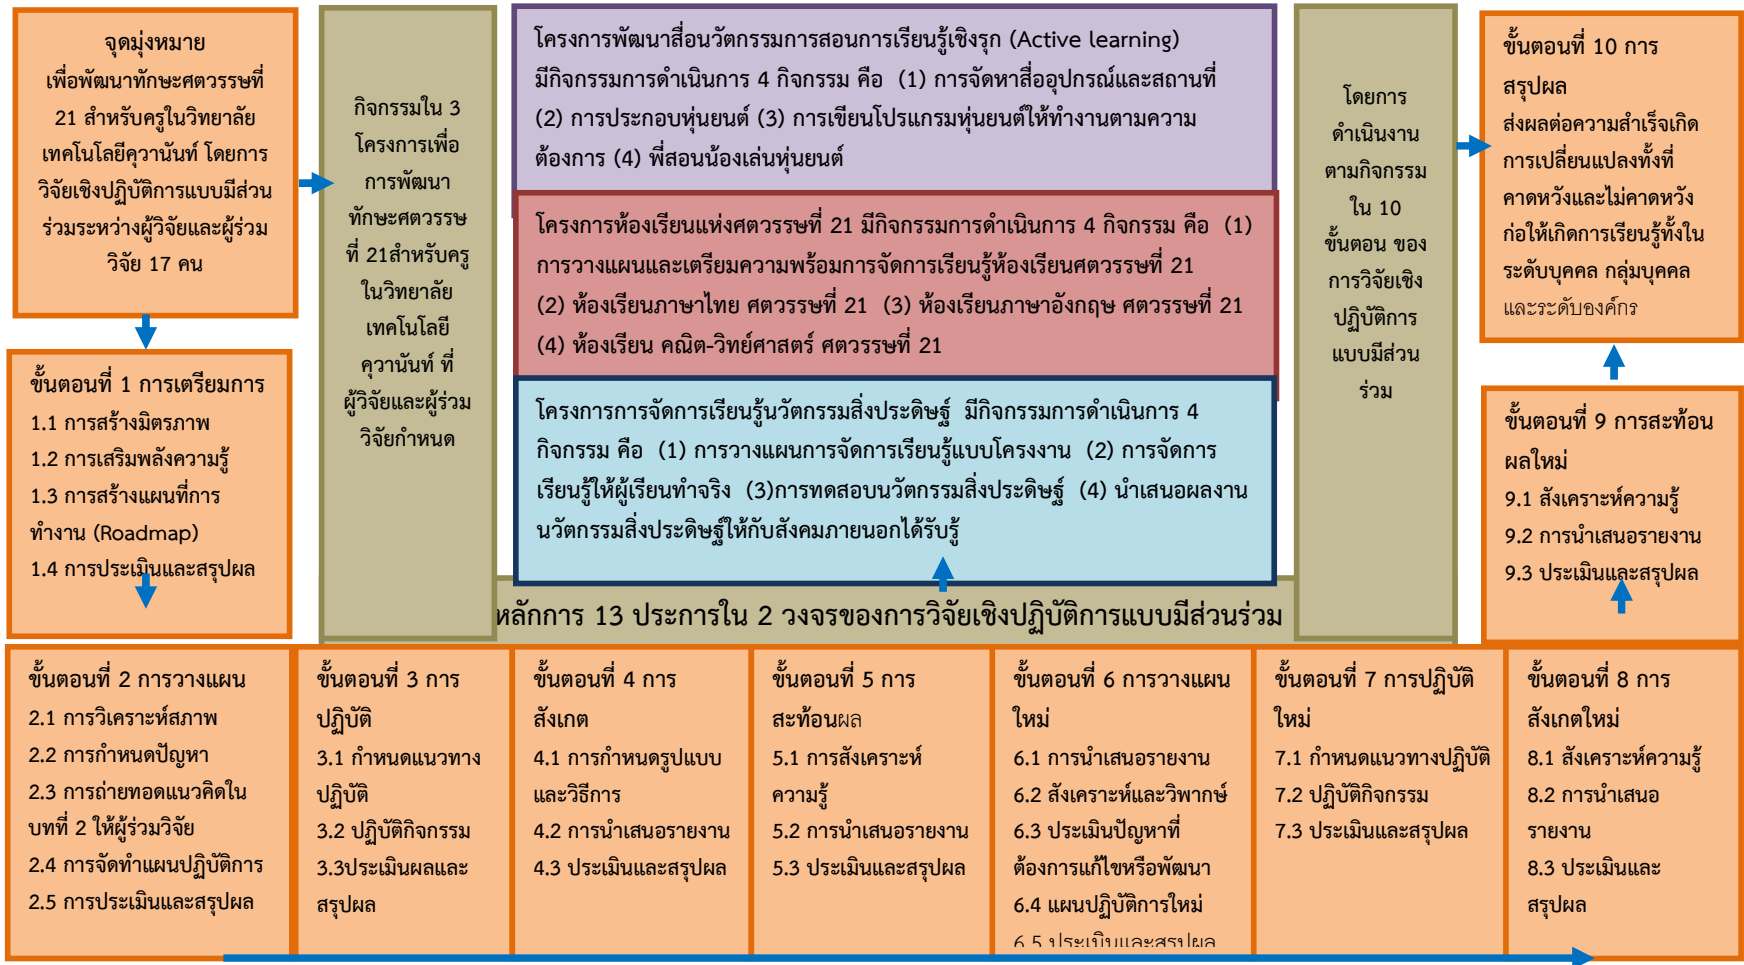 จุดมุ่งหมาย
เพื่อพัฒนาทักษะศตวรรษที่
21 สำหรับครูในวิทยาลัย
เทคโนโลยีคุวานันท์ โดยการ
วิจัยเชิงปฏิบัติการแบบมีส่วน
ร่วมระหว่างผู้วิจัยและผู้ร่วม
วิจัย 17 คน
ขั้นตอนที่ 1 การเตรียมการ
1.1 การสร้างมิตรภาพ
1.2 การเสริมพลังความรู้
1.3 การสร้างแผนที่การ
ทำงาน (Roadmap)
1.4 การประเมินและสรุปผล
กิจกรรมใน 3
โครงการเพื่อ
การพัฒนา
ทักษะศตวรรษ
ที่ 21สำหรับครู
ในวิทยาลัย
เทคโนโลยี
คุวานันท์ ที่
ผู้วิจัยและผู้ร่วม
วิจัยกำหนด
โครงการพัฒนาสื่อนวัตกรรมการสอนการเรียนรู้เชิงรุก (Active learning)
มีกิจกรรมการดำเนินการ 4 กิจกรรม คือ (1) การจัดหาสื่ออุปกรณ์และสถานที่
(2) การประกอบหุ่นยนต์ (3) การเขียนโปรแกรมหุ่นยนต์ให้ทำงานตามความ
ต้องการ (4) พี่สอนน้องเล่นหุ่นยนต์
โครงการห้องเรียนแห่งศตวรรษที่ 21 มีกิจกรรมการดำเนินการ 4 กิจกรรม คือ (1)
การวางแผนและเตรียมความพร้อมการจัดการเรียนรู้ห้องเรียนศตวรรษที่ 21
(2) ห้องเรียนภาษาไทย ศตวรรษที่ 21 (3) ห้องเรียนภาษาอังกฤษ ศตวรรษที่ 21
(4) ห้องเรียน คณิต-วิทย์ศาสตร์ ศตวรรษที่ 21
โครงการการจัดการเรียนรู้นวัตกรรมสิ่งประดิษฐ์ มีกิจกรรมการดำเนินการ 4
กิจกรรม คือ (1) การวางแผนการจัดการเรียนรู้แบบโครงงาน (2) การจัดการ
เรียนรู้ให้ผู้เรียนทำจริง (3)การทดสอบนวัตกรรมสิ่งประดิษฐ์ (4) นำเสนอผลงาน
นวัตกรรมสิ่งประดิษฐ์ให้กับสังคมภายนอกได้รับรู้
หลักการ 13 ประการใน 2 วงจรของการวิจัยเชิงปฏิบัติการแบบมีส่วนร่วม
โดยการ
ดำเนินงาน
ตามกิจกรรม
ใน 10
ขั้นตอน ของ
การวิจัยเชิง
ปฏิบัติการ
แบบมีส่วน
ร่วม
ขั้นตอนที่ 10 การ
สรุปผล
ส่งผลต่อความสำเร็จเกิด
การเปลี่ยนแปลงทั้งที่
คาดหวังและไม่คาดหวัง
ก่อให้เกิดการเรียนรู้ทั้งใน
ระดับบุคคล กลุ่มบุคคล
และระดับองค์กร
ขั้นตอนที่ 9 การสะท้อน
ผลใหม่
9.1 สังเคราะห์ความรู้
9.2 การนำเสนอรายงาน
9.3 ประเมินและสรุปผล
ขั้นตอนที่ 2 การวางแผน
2.1 การวิเคราะห์สภาพ
2.2 การกำหนดปัญหา
2.3 การถ่ายทอดแนวคิดใน
บทที่ 2 ให้ผู้ร่วมวิจัย
2.4 การจัดทำแผนปฏิบัติการ
2.5 การประเมินและสรุปผล
ขั้นตอนที่ 3 การ
ปฏิบัติ
3.1 กำหนดแนวทาง
ปฏิบัติ
3.2 ปฏิบัติกิจกรรม
3.3ประเมินผลและ
สรุปผล
ขั้นตอนที่ 4 การ
สังเกต
4.1 การกำหนดรูปแบบ
และวิธีการ
4.2 การนำเสนอรายงาน
4.3 ประเมินและสรุปผล
ขั้นตอนที่ 5 การ
สะท้อนผล
5.1 การสังเคราะห์
ความรู้
5.2 การนำเสนอรายงาน
5.3 ประเมินและสรุปผล
ขั้นตอนที่ 6 การวางแผน
ใหม่
6.1 การนำเสนอรายงาน
6.2 สังเคราะห์และวิพากษ์
6.3 ประเมินปัญหาที่
ต้องการแก้ไขหรือพัฒนา
6.4 แผนปฏิบัติการใหม่
6.5 ประเมินและสรุปผล
ขั้นตอนที่ 7 การปฏิบัติ
ใหม่
7.1 กำหนดแนวทางปฏิบัติ
7.2 ปฏิบัติกิจกรรม
7.3 ประเมินและสรุปผล
ขั้นตอนที่ 8 การ
สังเกตใหม่
8.1 สังเคราะห์ความรู้
8.2 การนำเสนอ
รายงาน
8.3 ประเมินและ
สรุปผล